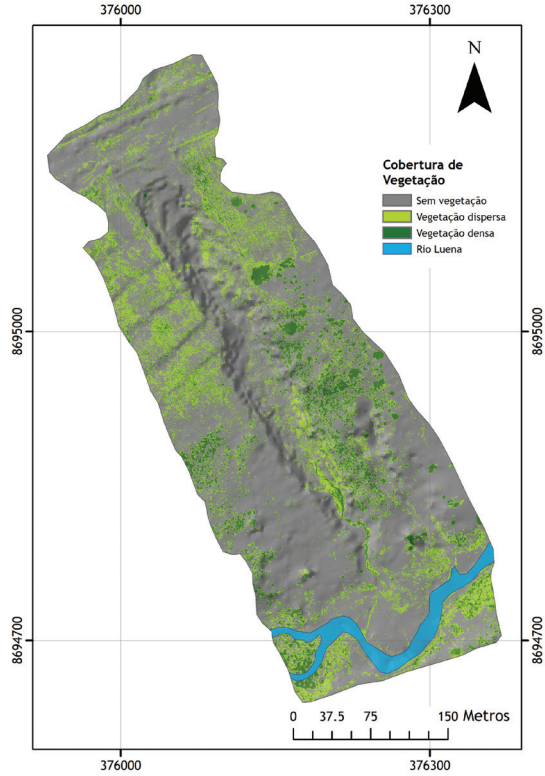 376000 376300
N
Cobertura de
Vegetação
Sem vegetação
Vegetação dispersa
Vegetação densa
Rio Luena
8695000 8695000
8694700 8694700
0 37.5 75 150 Metros
376000 376300